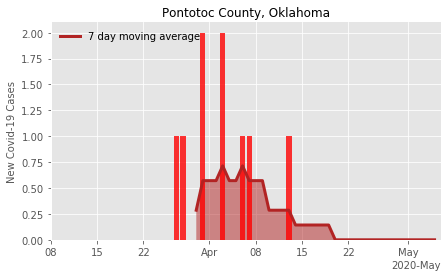 Pontotoc County, Oklahoma
7 day moving average
New Covid-19 Cases
2.00
1.75
1.50
1.25
1.00
0.75
0.50
0.25
0.00
08 15 22 Apr 08 15 22 May
2020-May